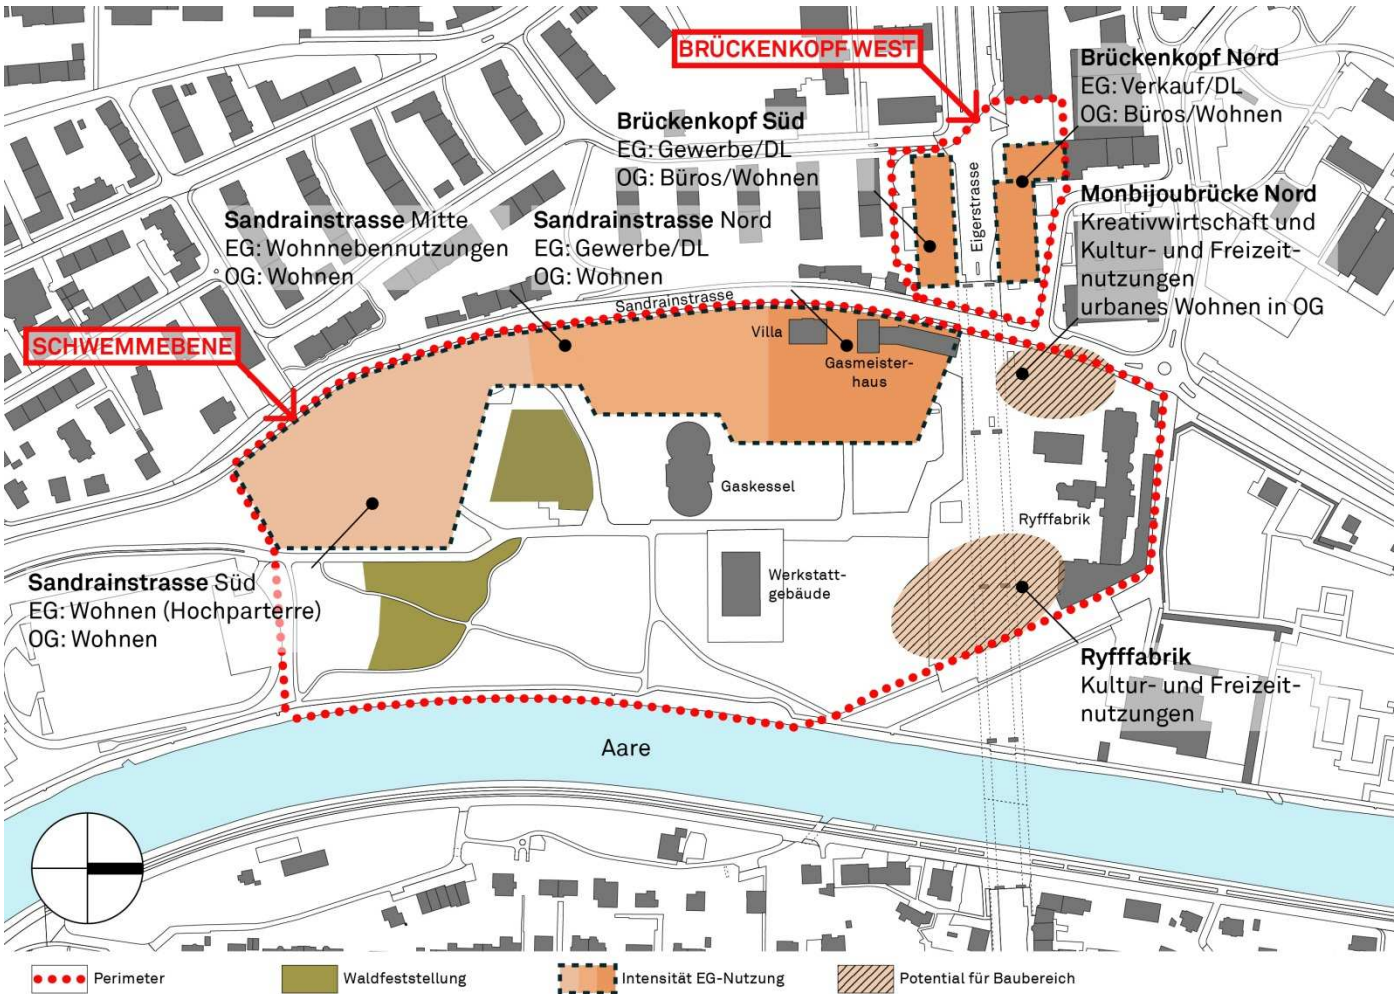 BRÜCKENKOPF WEST
Brückenkopf Nord
EG: Verkauf/DL
OG: Büros/Wohnen
Brückenkopf Süd
EG: Gewerbe/DL
OG: Büros/Wohnen
Eigerstrasse
Monbijoubrücke Nord
Kreativwirtschaft und
Kultur- und Freizeit-
nutzungen
urbanes Wohnen in OG
Sandrainstrasse Mitte
EG: Wohnnebennutzungen
OG: Wohnen
Sandrainstrasse Nord
EG: Gewerbe/DL
OG: Wohnen
Sandrainstrasse
SCHWEMMEBENE
Villa
Gasmeister-
haus
Gaskessel
Ryfffabrik
Werkstatt-
gebäude
Sandrainstrasse Süd
EG: Wohnen (Hochparterre)
OG: Wohnen
Ryfffabrik
Kultur- und Freizeit-
nutzungen
Aare
Perimeter
Waldfeststellung
Intensität EG-Nutzung
Potential für Baubereich